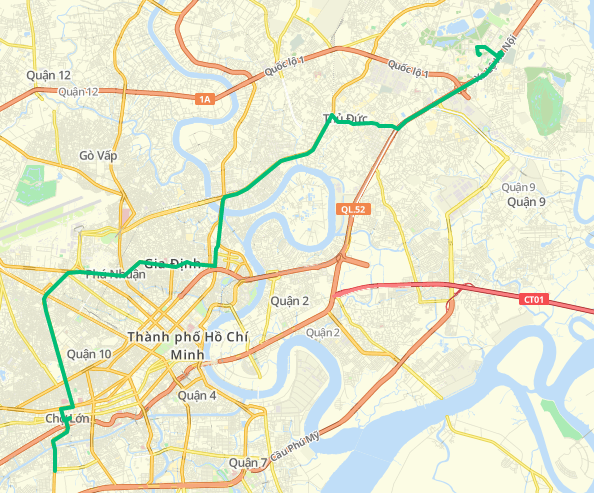 Quốc lộ 1
Quốc lộ 1
Nội
Quận 12
Quận 12
1A
Thủ Đức
Gò Vấp
Quận 9
Quận 9
QL.52
Gia Định
Phú Nhuận
Quận 2
CT01
Quận 2
Thành phố Hồ Chí
Minh
Quận 10
Quận 4
Chợ Lớn
Cầu Phú Mỹ
Quận 7